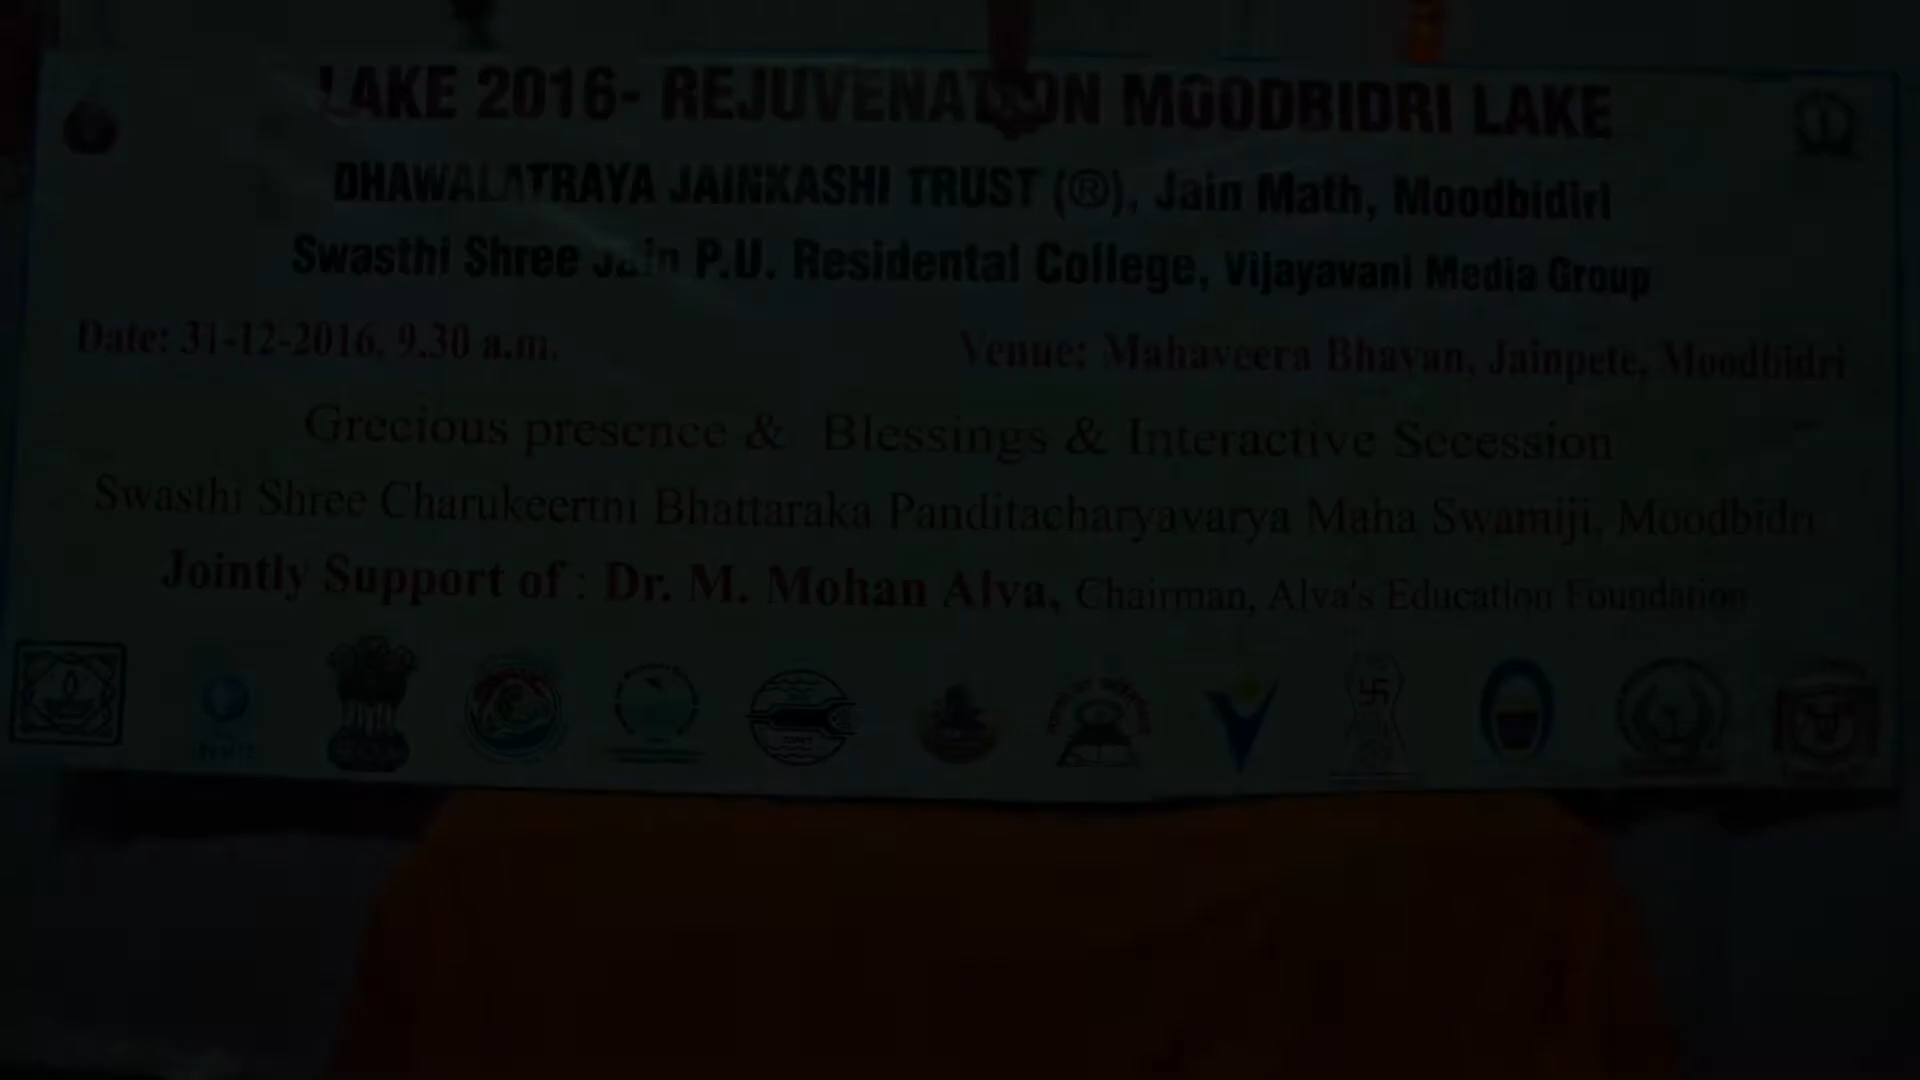 LAKE 2016- REJUVENATION MOODBIDRI LAKE
DHAWALATRAYA JAINKASHI TRUST (®), Jain Math, Moodbidiri
Swasthi Shree Jain P.U. Residental College, Vijayavani Media Group
Date: 31-12-2016, 9.30 a.m.
Venue: Mahaveera Bhavan, Jainpete, Moodbidri
Grecious presence & Blessings & Interactive Secession
Swasthi Shree Charukeerthi Bhattaraka Panditacharyavarya Maha Swamiji, Moodbidri
Jointly Support of : Dr. M. Mohan Alva, Chairman, Alva's Education Foundation